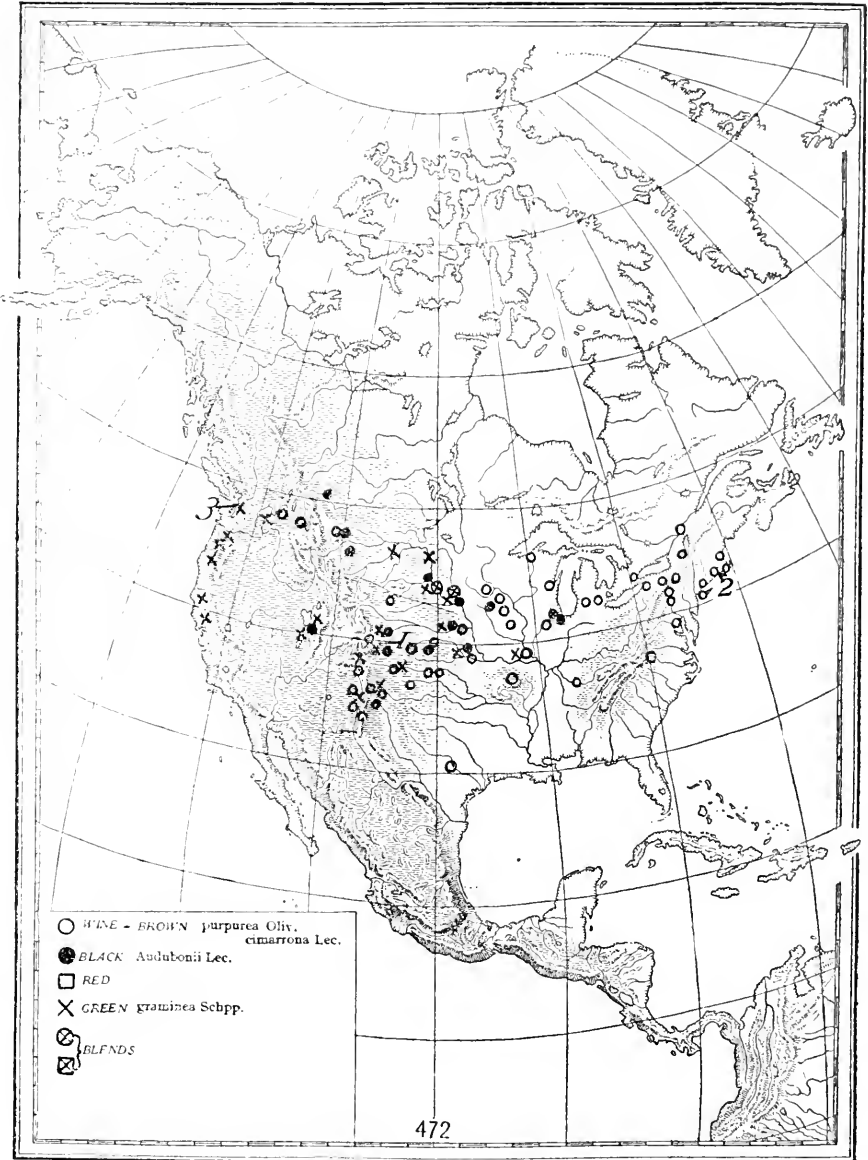 3
2
1
WINE - BROWN purpurea Oliv.
cimarrona Lec.
BLACK Audubonii Lec.
RED
GREEN graminea Schpp.
BLENDS
472